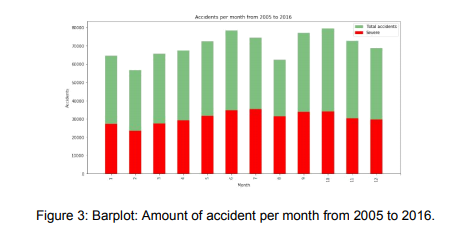 Accidents per month from 2005 to 2016
Total accidents
Severe
80000
70000
60000
50000
40000
30000
20000
10000
0
Accidents
1 2 3 4 5 6 7 8 9 10 11 12
Month
Figure 3: Barplot: Amount of accident per month from 2005 to 2016.